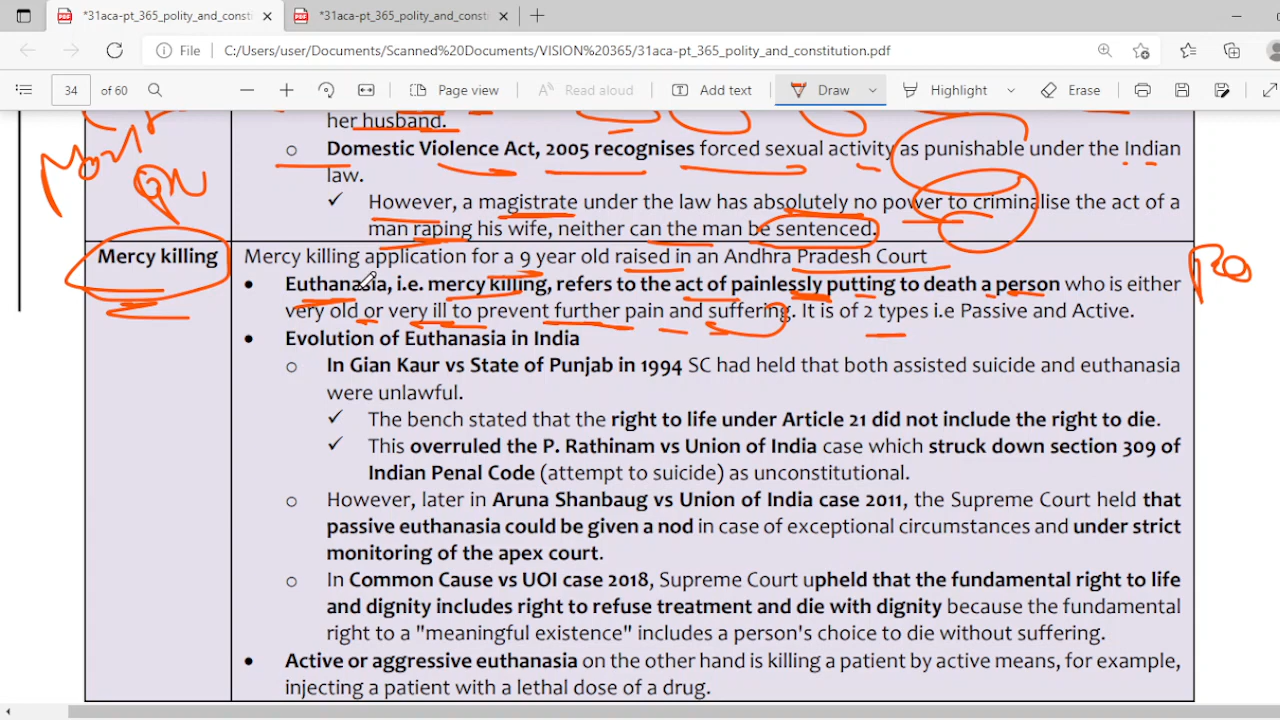 *31aca-pt_365_polity_and_consti
*31aca-pt_365_polity_and_consti
File
C:/Users/user/Documents/Scanned%20Documents/VISION%20365/31aca-pt_365_polity_and_constitution.pdf
34 of 60
Page view
Read aloud
Add text
Draw
Highlight
Erase
her husband.
Domestic Violence Act, 2005 recognises forced sexual activity as punishable under the Indian
law.
However, a magistrate under the law has absolutely no power to criminalise the act of a
man raping his wife, neither can the man be sentenced.
Mercy killing
Mercy killing application for a 9 year old raised in an Andhra Pradesh Court
Euthanasia, i.e. mercy killing, refers to the act of painlessly putting to death a person who is either
very old or very ill to prevent further pain and suffering. It is of 2 types i.e Passive and Active.
Evolution of Euthanasia in India
In Gian Kaur vs State of Punjab in 1994 SC had held that both assisted suicide and euthanasia
were unlawful.
The bench stated that the right to life under Article 21 did not include the right to die.
This overruled the P. Rathinam vs Union of India case which struck down section 309 of
Indian Penal Code (attempt to suicide) as unconstitutional.
However, later in Aruna Shanbaug vs Union of India case 2011, the Supreme Court held that
passive euthanasia could be given a nod in case of exceptional circumstances and under strict
monitoring of the apex court.
In Common Cause vs UOI case 2018, Supreme Court upheld that the fundamental right to life
and dignity includes right to refuse treatment and die with dignity because the fundamental
right to a "meaningful existence" includes a person's choice to die without suffering.
Active or aggressive euthanasia on the other hand is killing a patient by active means, for example,
injecting a patient with a lethal dose of a drug.